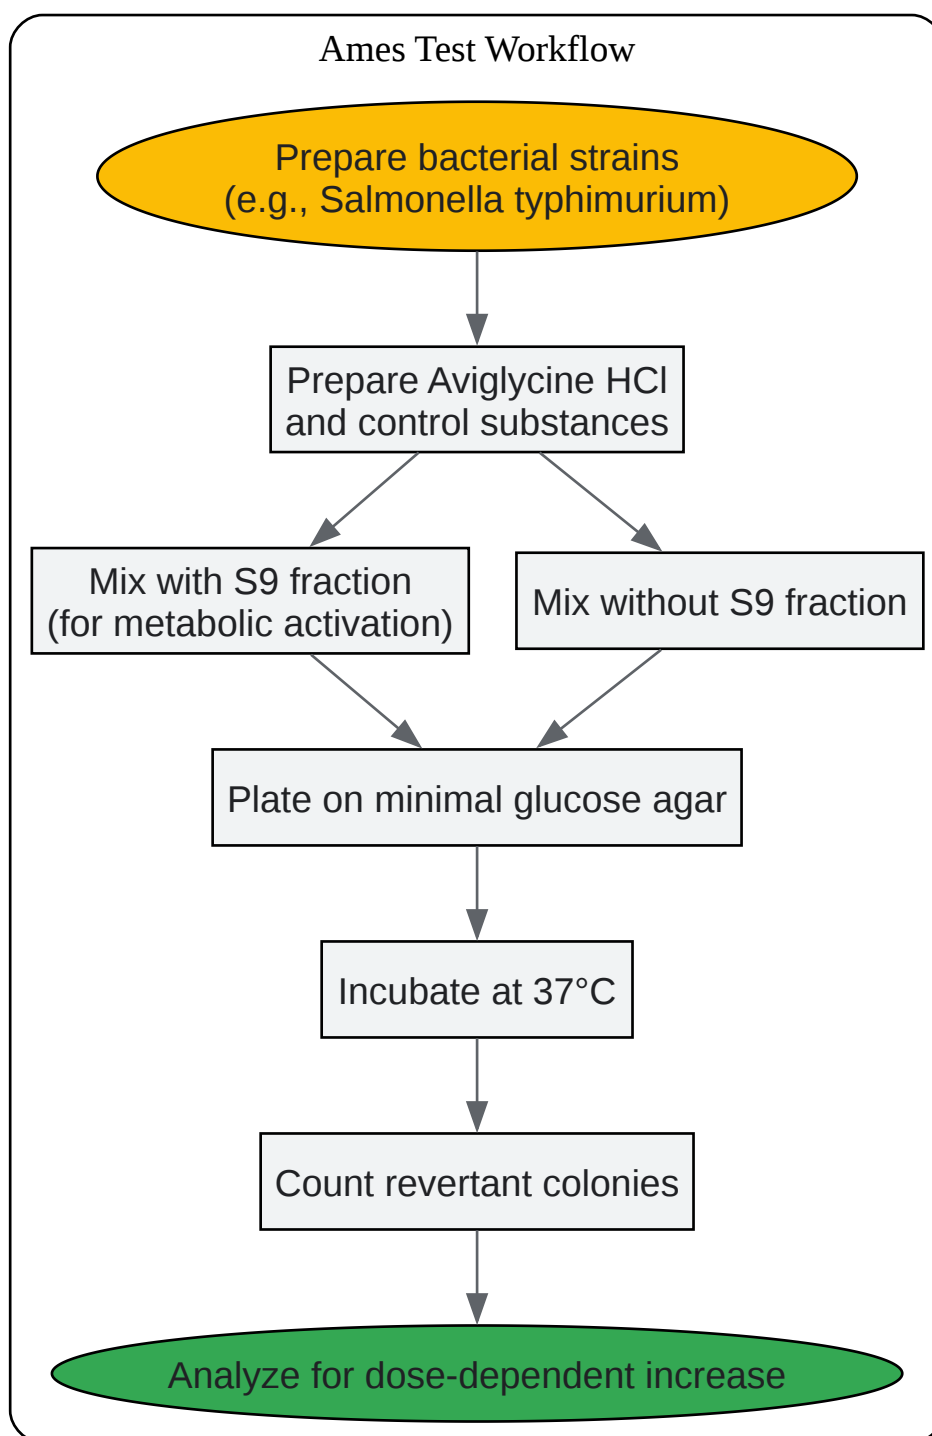 Ames Test Workflow
Prepare bacterial strains
(e.g., Salmonella typhimurium)
Prepare Aviglycine HCl
and control substances
Mix with S9 fraction
(for metabolic activation)
Mix without S9 fraction
Plate on minimal glucose agar
Incubate at 37°C
Count revertant colonies
Analyze for dose-dependent increase